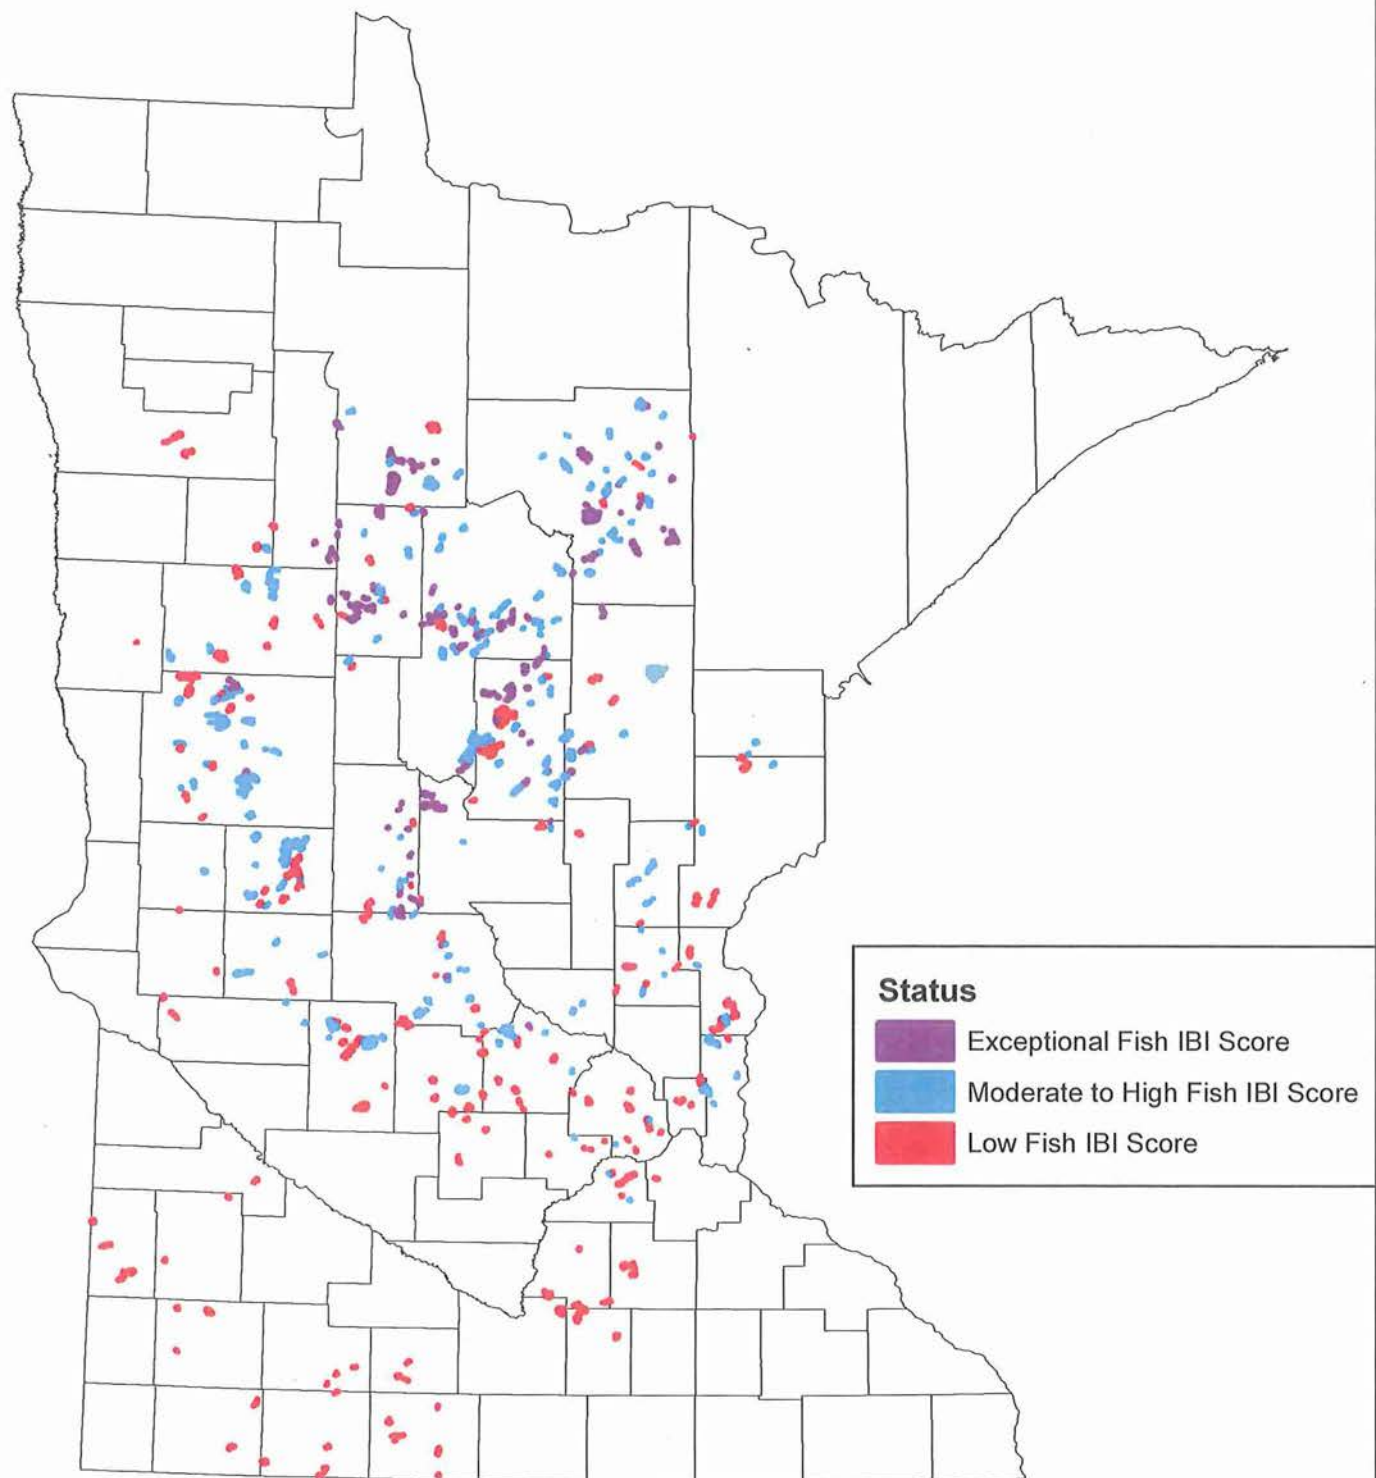 Status
Exceptional Fish IBI Score
Moderate to High Fish IBI Score
Low Fish IBI Score